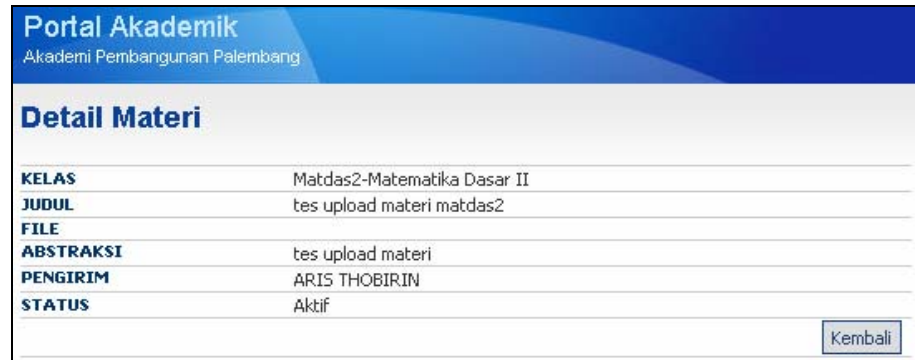 Portal Akademik
Akademi Pembangunan Palembang
Detail Materi
KELAS Matdas2-Matematika Dasar II
JUDUL tes upload materi matdas2
FILE
ABSTRAKSI tes upload materi
PENGIRIM ARIS THOBIRIN
STATUS Aktif
Kembali